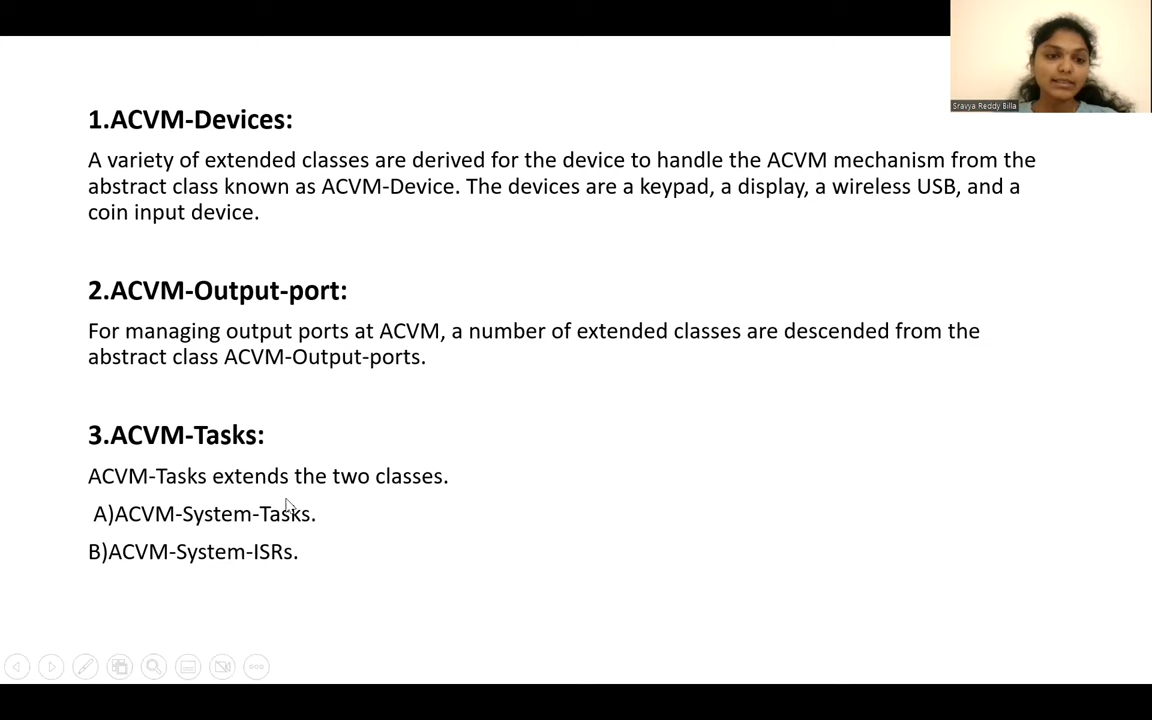 Sravya Reddy Billa
1.ACVM-Devices:
A variety of extended classes are derived for the device to handle the ACVM mechanism from the
abstract class known as ACVM-Device. The devices are a keypad, a display, a wireless USB, and a
coin input device.
2.ACVM-Output-port:
For managing output ports at ACVM, a number of extended classes are descended from the
abstract class ACVM-Output-ports.
3.ACVM-Tasks:
ACVM-Tasks extends the two classes.
A)ACVM-System-Tasks.
B)ACVM-System-ISRs.